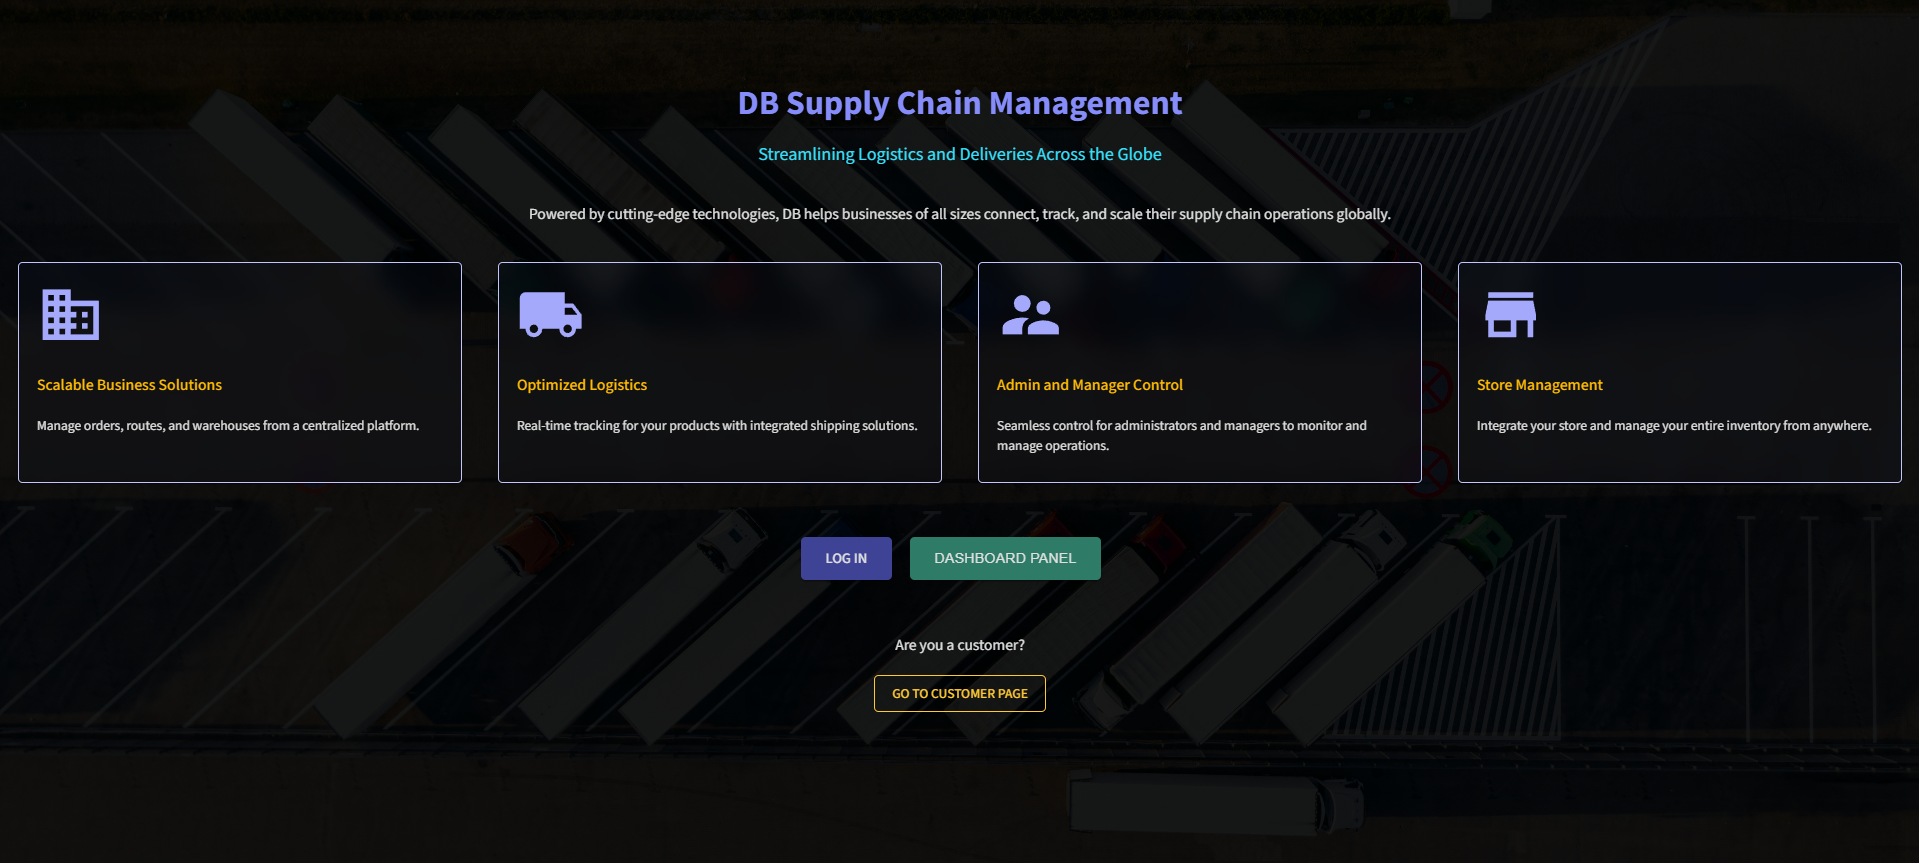 DB Supply Chain Management
Streamlining Logistics and Deliveries Across the Globe
Powered by cutting-edge technologies, DB helps businesses of all sizes connect, track, and scale their supply chain operations globally.
Scalable Business Solutions
Manage orders, routes, and warehouses from a centralized platform.
Optimized Logistics
Real-time tracking for your products with integrated shipping solutions.
Admin and Manager Control
Seamless control for administrators and managers to monitor and
manage operations.
Store Management
Integrate your store and manage your entire inventory from anywhere.
LOG IN
DASHBOARD PANEL
Are you a customer?
GO TO CUSTOMER PAGE